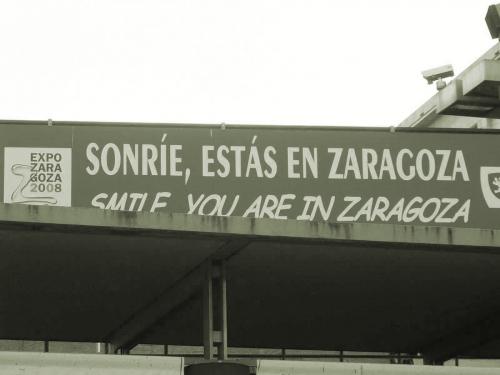 EXPO
ZARA
GOZA
2008
SONRÍE, ESTÁS EN ZARAGOZA
SMILE, YOU ARE IN ZARAGOZA